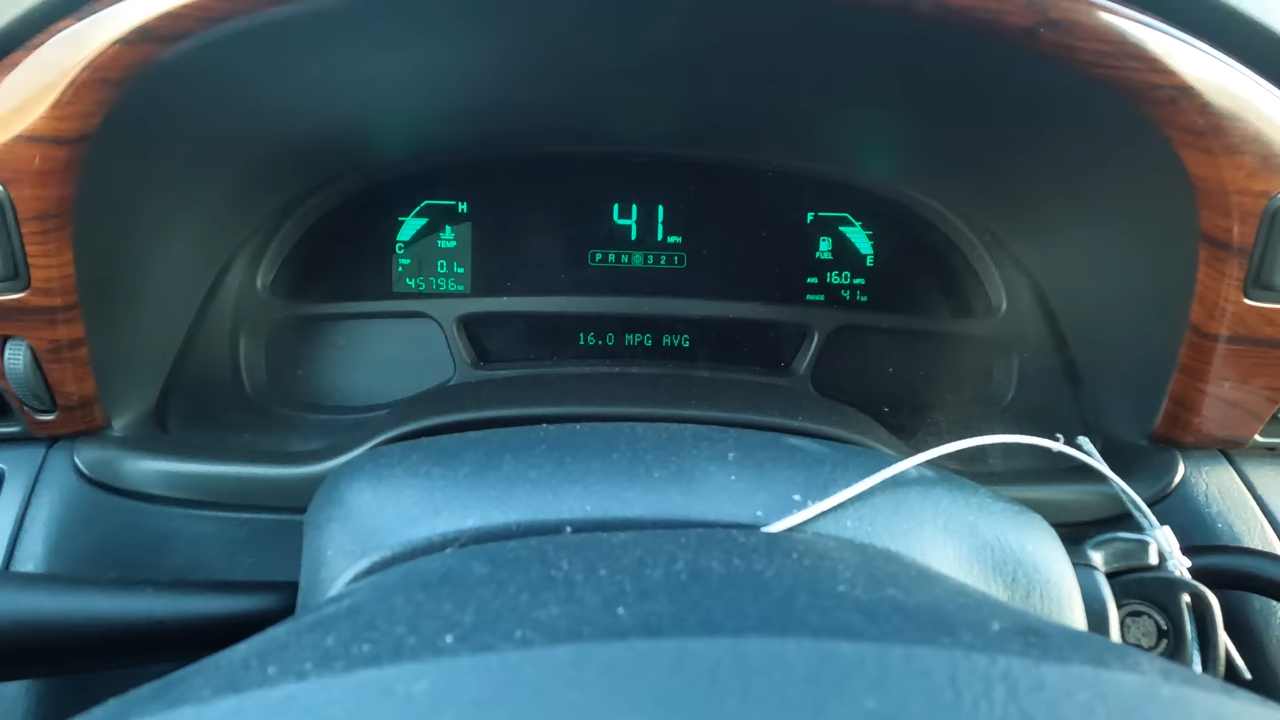 H
C
TEMP
TRP
A
0.1 MI
45796 MI
41 MPH
P R N D 3 2 1
F
FUEL
E
AVG 16.0 MPG
RANGE 41 MI
16.0 MPG AVG